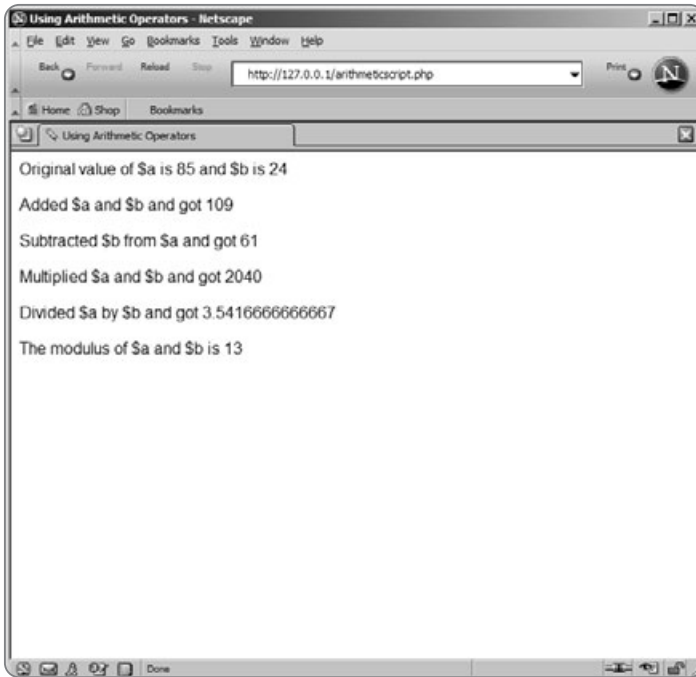 Using Arithmetic Operators - Netscape
File Edit View Go Bookmarks Tools Window Help
Back Forward Reload Stop http://127.0.0.1/arithmeticscript.php Print N
Home Shop Bookmarks
Using Arithmetic Operators
Original value of $a is 85 and $b is 24
Added $a and $b and got 109
Subtracted $b from $a and got 61
Multiplied $a and $b and got 2040
Divided $a by $b and got 3.5416666666667
The modulus of $a and $b is 13
Done